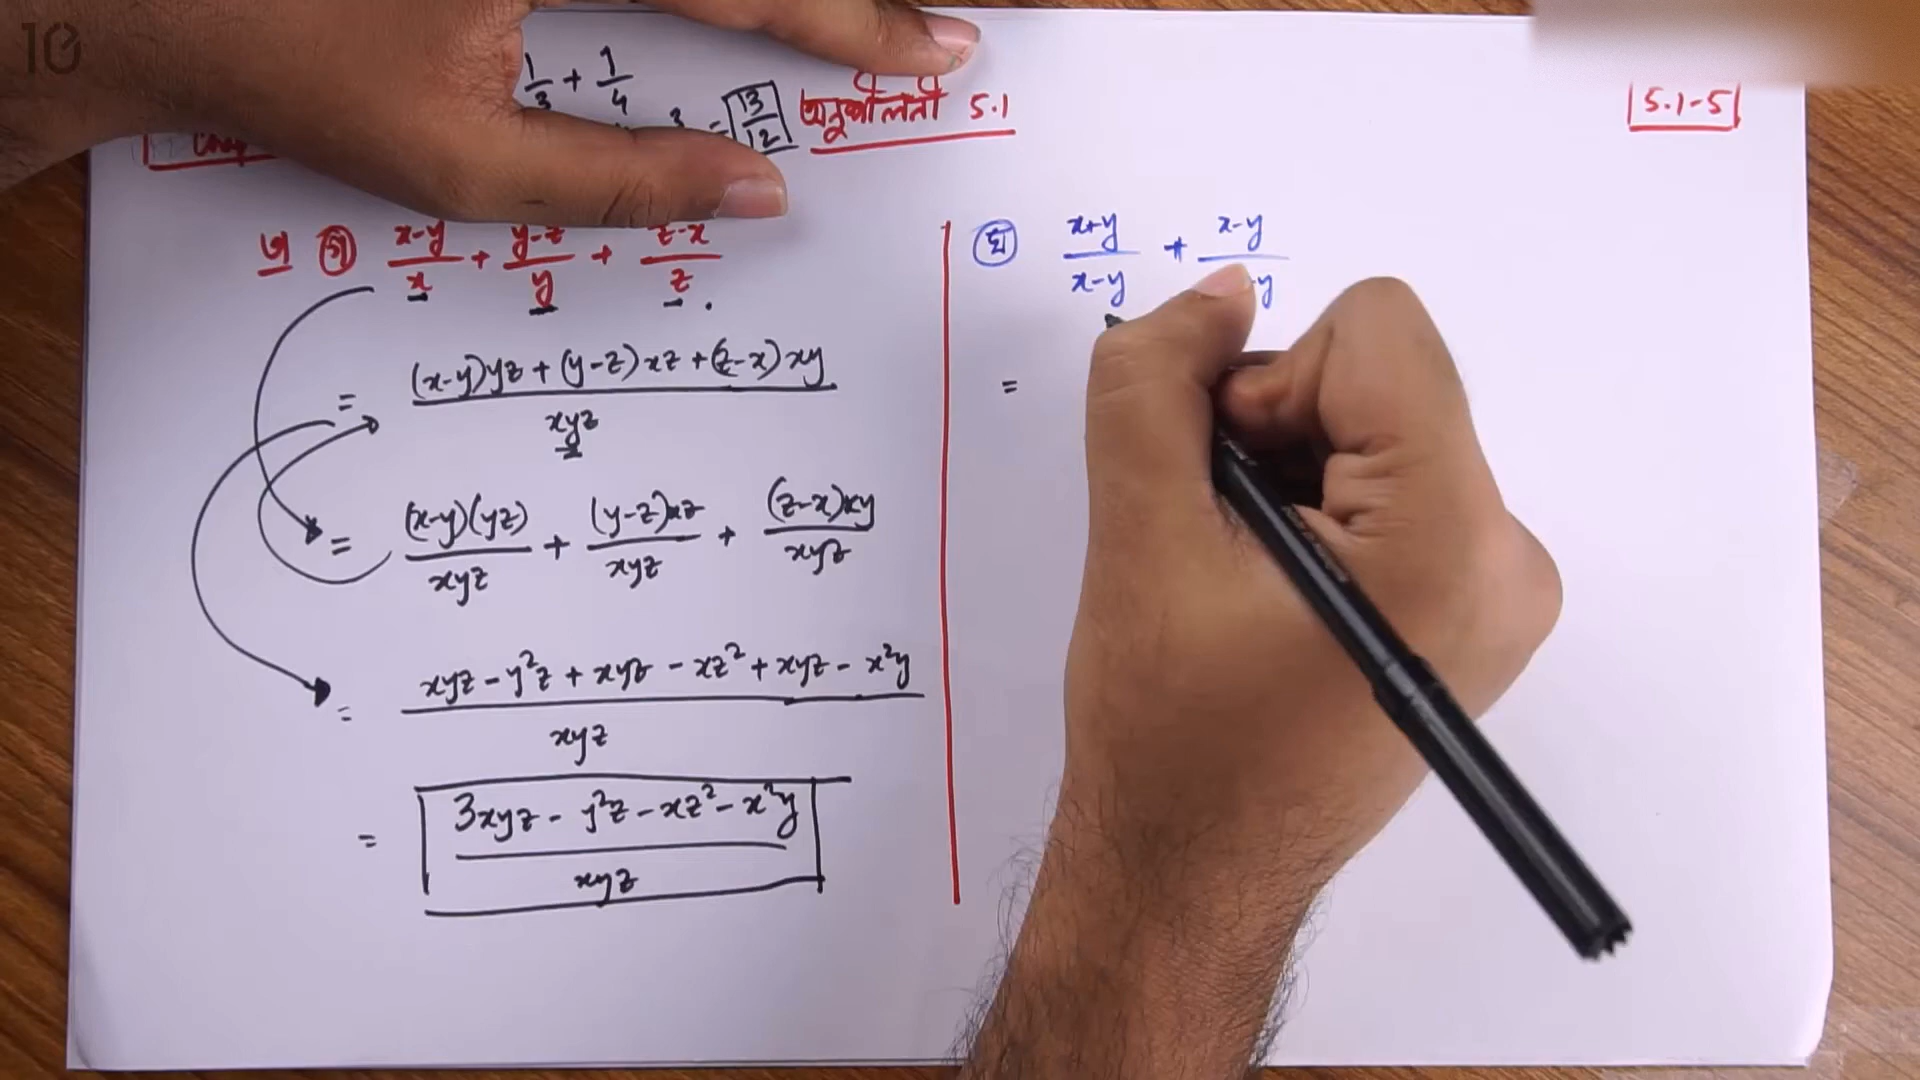 10
1/3 + 1/4
= 13/12
অনুশীলনী 5.1
5.1-5
৩ গ (x-y)/x + (y-z)/y + (z-x)/z .
= ((x-y)yz + (y-z)xz + (z-x)xy)/xyz
= (x-y)(yz)/xyz + (y-z)xz/xyz + (z-x)xy/xyz
= (xyz - y²z + xyz - xz² + xyz - x²y)/xyz
= (3xyz - y²z - xz² - x²y)/xyz
ঘ (x+y)/(x-y) + (x-y)/
=